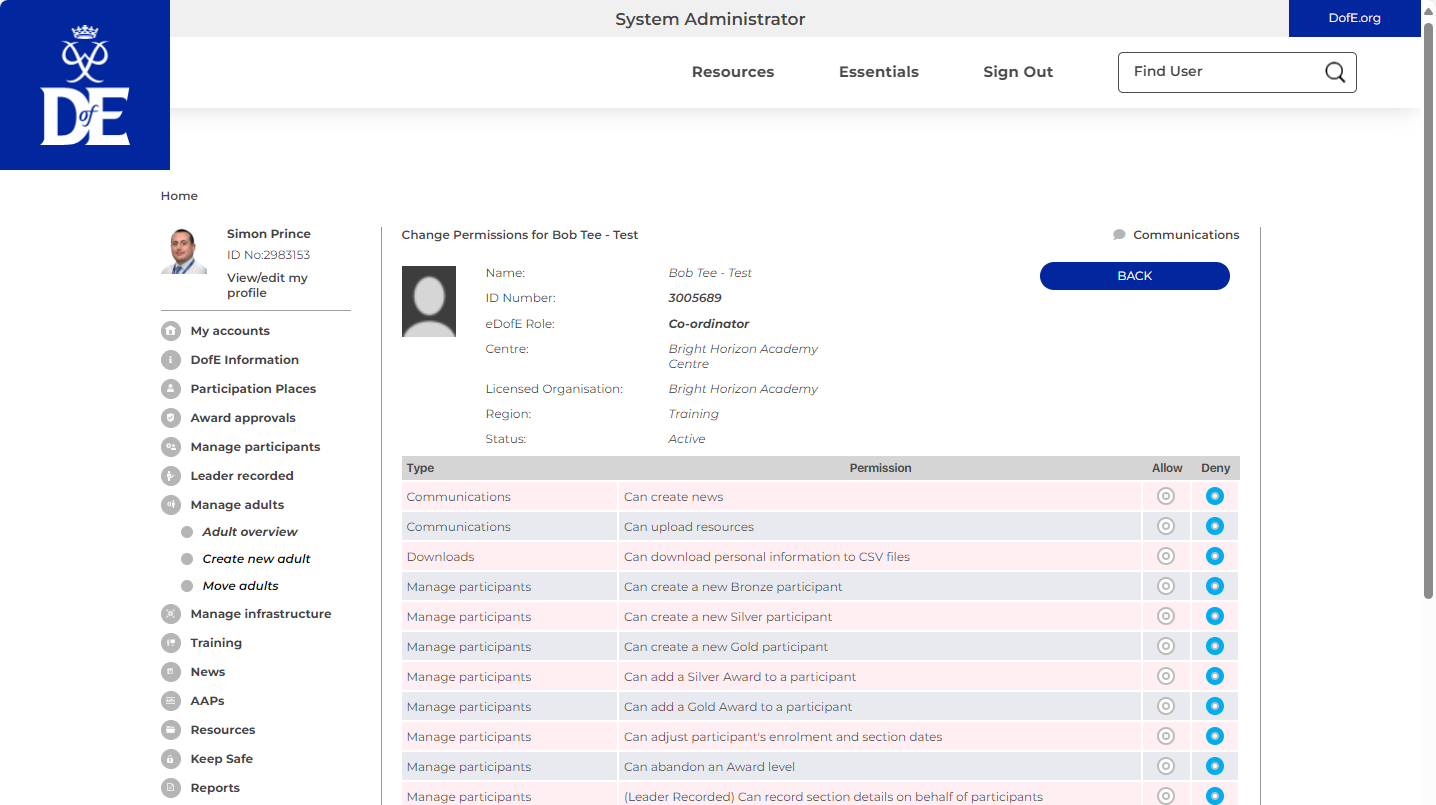 System Administrator
DofE.org
DofE
Resources
Essentials
Sign Out
Find User
Home
Simon Prince
ID No:2983153
View/edit my
profile
My accounts
DofE Information
Participation Places
Award approvals
Manage participants
Leader recorded
Manage adults
Adult overview
Create new adult
Move adults
Manage infrastructure
Training
News
AAPs
Resources
Keep Safe
Reports
Change Permissions for Bob Tee - Test
Communications
BACK
Name: Bob Tee - Test
ID Number: 3005689
eDofE Role: Co-ordinator
Centre: Bright Horizon Academy
Centre
Licensed Organisation: Bright Horizon Academy
Region: Training
Status: Active
Type Permission Allow Deny
Communications Can create news
Communications Can upload resources
Downloads Can download personal information to CSV files
Manage participants Can create a new Bronze participant
Manage participants Can create a new Silver participant
Manage participants Can create a new Gold participant
Manage participants Can add a Silver Award to a participant
Manage participants Can add a Gold Award to a participant
Manage participants Can adjust participant's enrolment and section dates
Manage participants Can abandon an Award level
Manage participants (Leader Recorded) Can record section details on behalf of participants